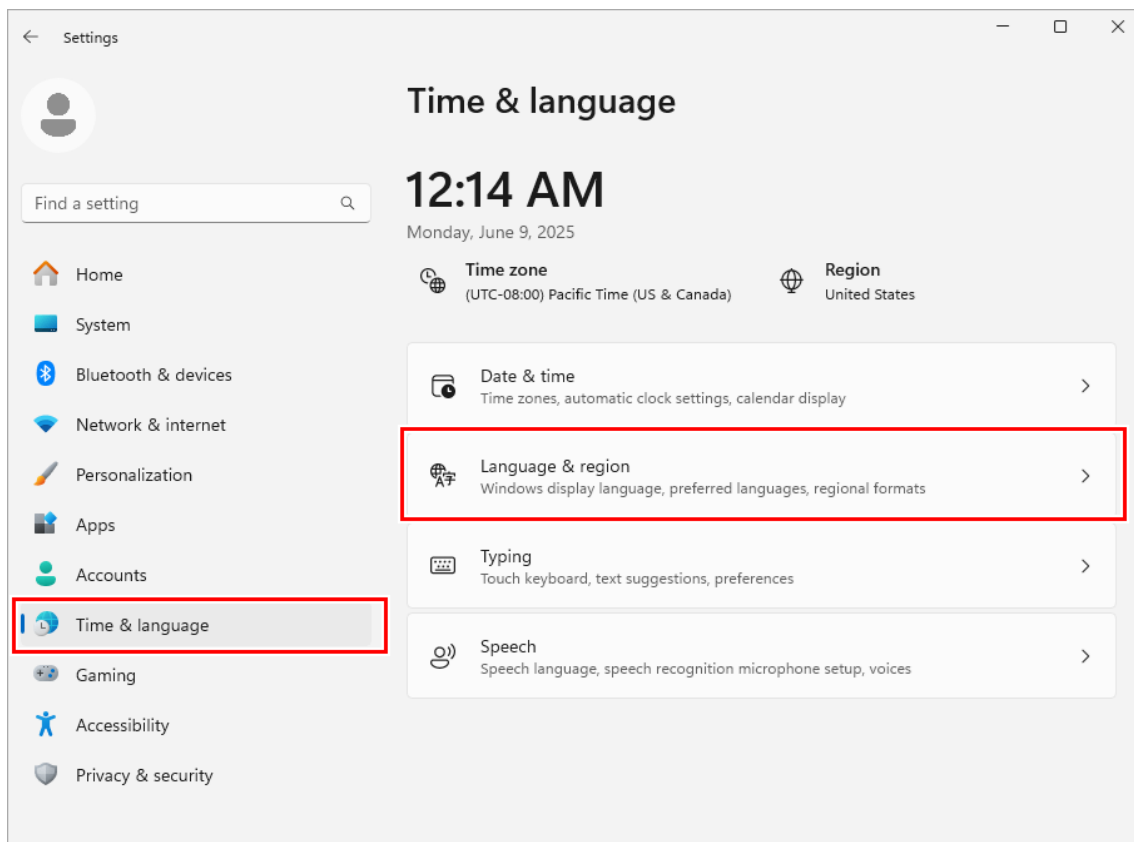 Settings
Find a setting
Home
System
Bluetooth & devices
Network & internet
Personalization
Apps
Accounts
Time & language
Gaming
Accessibility
Privacy & security
Time & language
12:14 AM
Monday, June 9, 2025
Time zone
(UTC-08:00) Pacific Time (US & Canada)
Region
United States
Date & time
Time zones, automatic clock settings, calendar display
Language & region
Windows display language, preferred languages, regional formats
Typing
Touch keyboard, text suggestions, preferences
Speech
Speech language, speech recognition microphone setup, voices